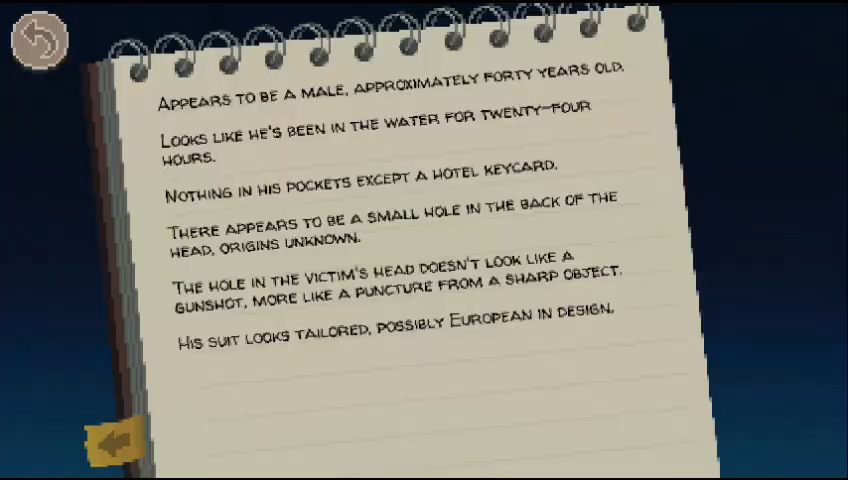 Appears to be a male, approximately forty years old.
Looks like he's been in the water for twenty-four
hours.
Nothing in his pockets except a hotel keycard.
There appears to be a small hole in the back of the
head, origins unknown.
The hole in the victim's head doesn't look like a
gunshot, more like a puncture from a sharp object.
His suit looks tailored, possibly European in design.